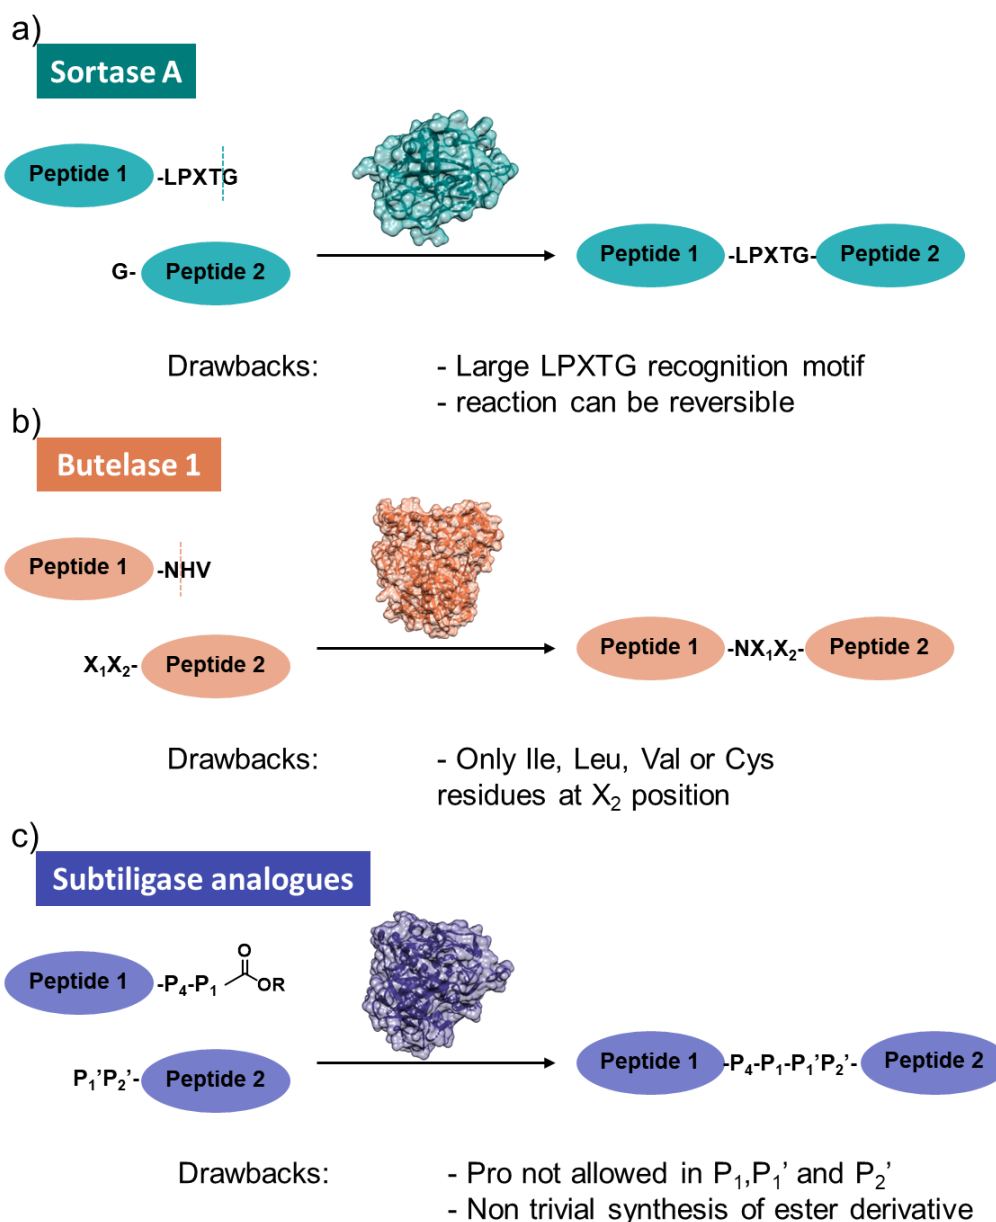 a)
Sortase A
Peptide 1 -LPXTG
G- Peptide 2
Peptide 1 -LPXTG- Peptide 2
Drawbacks: - Large LPXTG recognition motif
- reaction can be reversible
b)
Butelase 1
Peptide 1 -NHV
X₁X₂- Peptide 2
Peptide 1 -NX₁X₂- Peptide 2
Drawbacks: - Only Ile, Leu, Val or Cys
residues at X₂ position
c)
Subtiligase analogues
O
Peptide 1 -P₄-P₁ OR
P₁’P₂’- Peptide 2
Peptide 1 -P₄-P₁-P₁’P₂’- Peptide 2
Drawbacks: - Pro not allowed in P₁,P₁’ and P₂’
- Non trivial synthesis of ester derivative